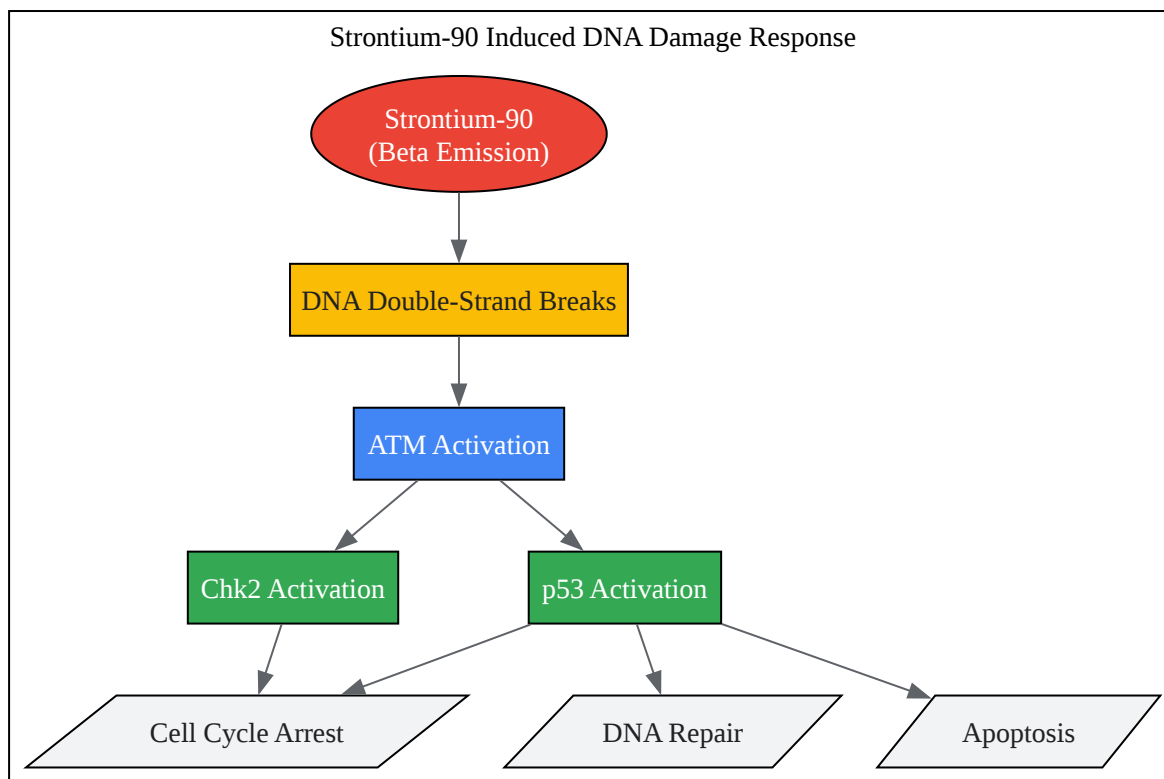 Strontium-90 Induced DNA Damage Response
Strontium-90
(Beta Emission)
DNA Double-Strand Breaks
ATM Activation
Chk2 Activation
p53 Activation
Cell Cycle Arrest
DNA Repair
Apoptosis